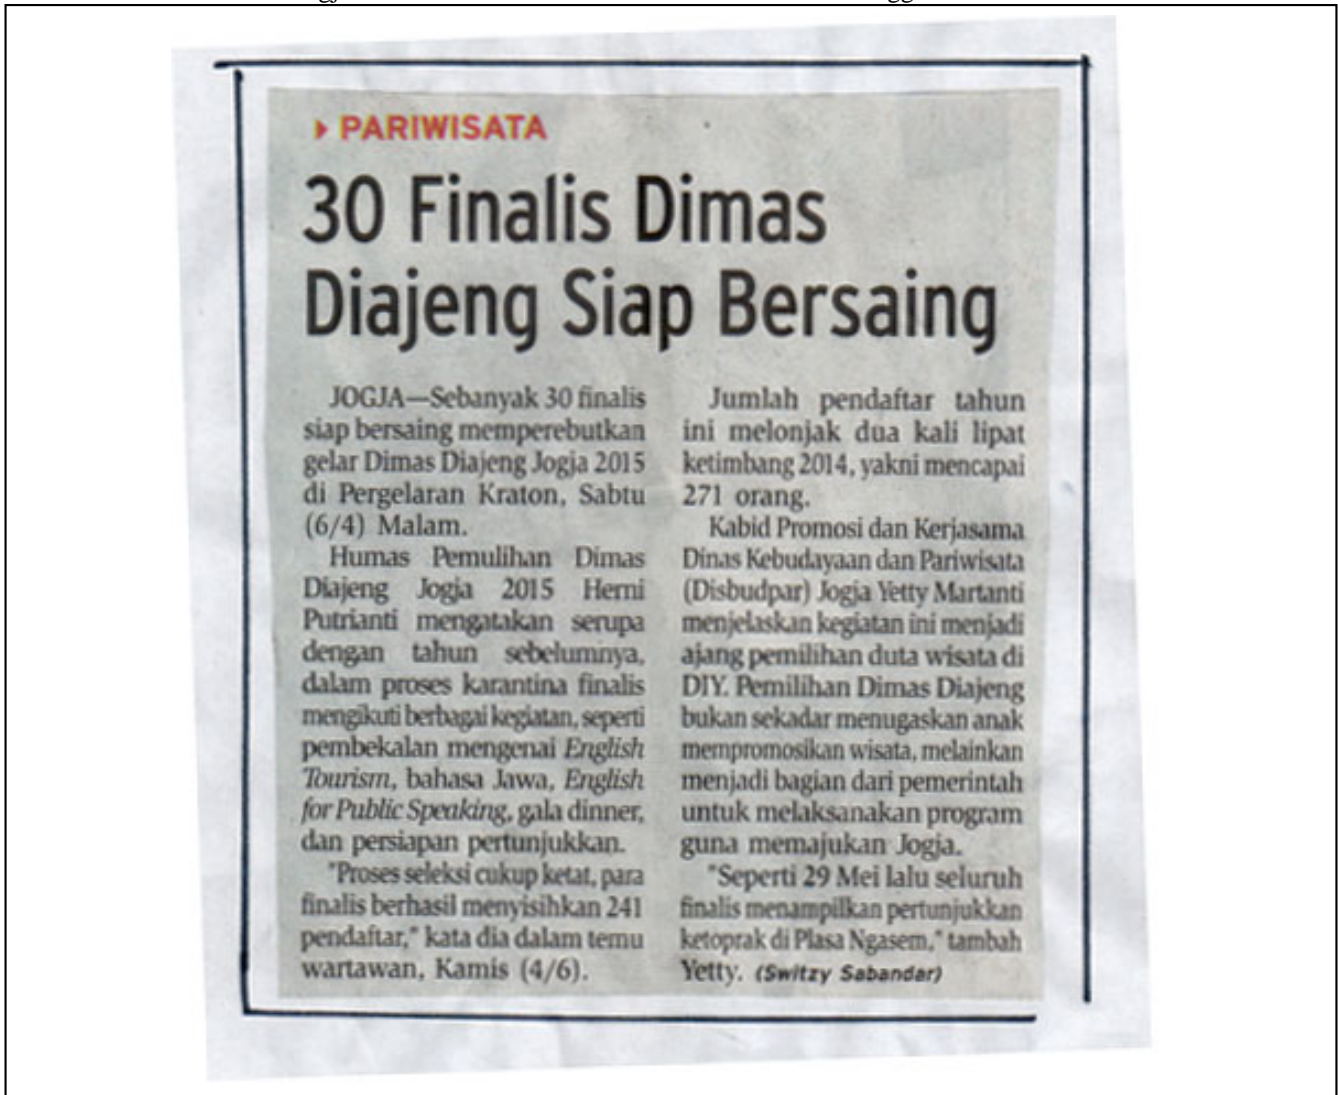 PARIWISATA
30 Finalis Dimas
Diajeng Siap Bersaing
JOGJA—Sebanyak 30 finalis
siap bersaing memperebutkan
gelar Dimas Diajeng Jogja 2015
di Pergelaran Kraton, Sabtu
(6/4) Malam.
Humas Pemulihan Dimas
Diajeng Jogja 2015 Herni
Putrianti mengatakan serupa
dengan tahun sebelumnya,
dalam proses karantina finalis
mengikuti berbagai kegiatan, seperti
pembekalan mengenai English
Tourism, bahasa Jawa, English
for Public Speaking, gala dinner,
dan persiapan pertunjukkan.
"Proses seleksi cukup ketat, para
finalis berhasil menyisihkan 241
pendaftar," kata dia dalam temu
wartawan, Kamis (4/6).
Jumlah pendaftar tahun
ini melonjak dua kali lipat
ketimbang 2014, yakni mencapai
271 orang.
Kabid Promosi dan Kerjasama
Dinas Kebudayaan dan Pariwisata
(Disbudpar) Jogja Yetty Martanti
menjelaskan kegiatan ini menjadi
ajang pemilihan duta wisata di
DIY. Pemilihan Dimas Diajeng
bukan sekadar menugaskan anak
mempromosikan wisata, melainkan
menjadi bagian dari pemerintah
untuk melaksanakan program
guna memajukan Jogja.
"Seperti 29 Mei lalu seluruh
finalis menampilkan pertunjukkan
ketoprak di Plasa Ngasem," tambah
Yetty. (Switzy Sabandar)